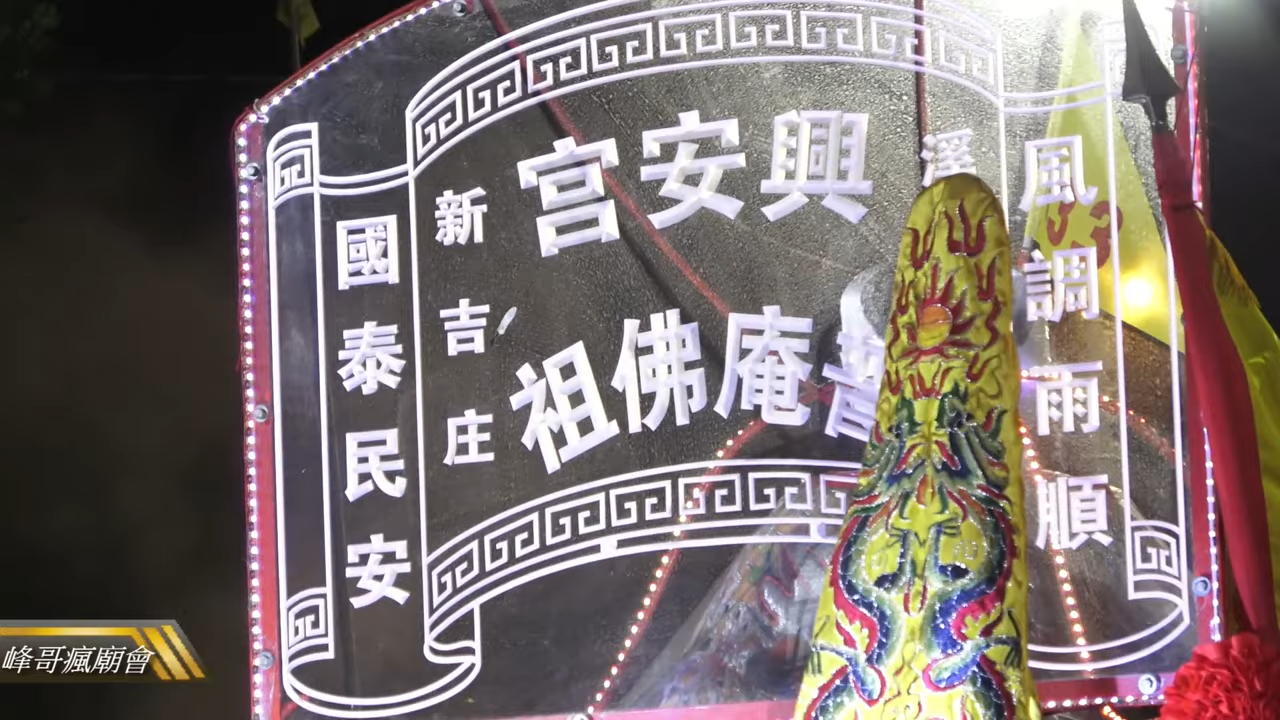 風調雨順
溪
興安宮
普庵佛祖
新吉庄
國泰民安
峰哥瘋廟會